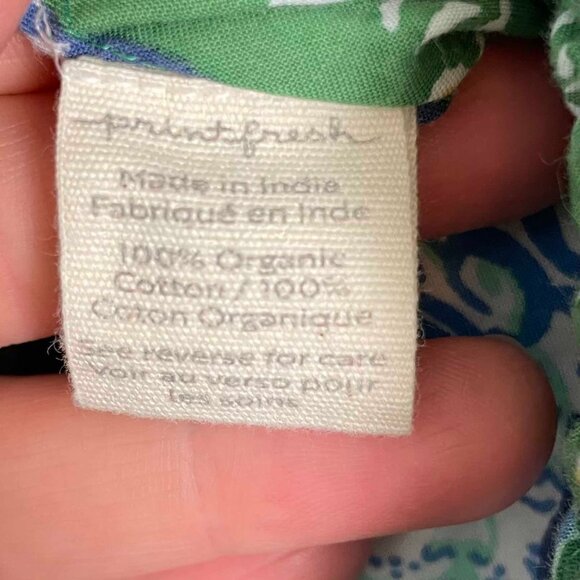 printfresh
Made in India
Fabriqué en Inde
100% Organic
Cotton / 100%
Coton Organique
See reverse for care
Voir au verso pour
les soins